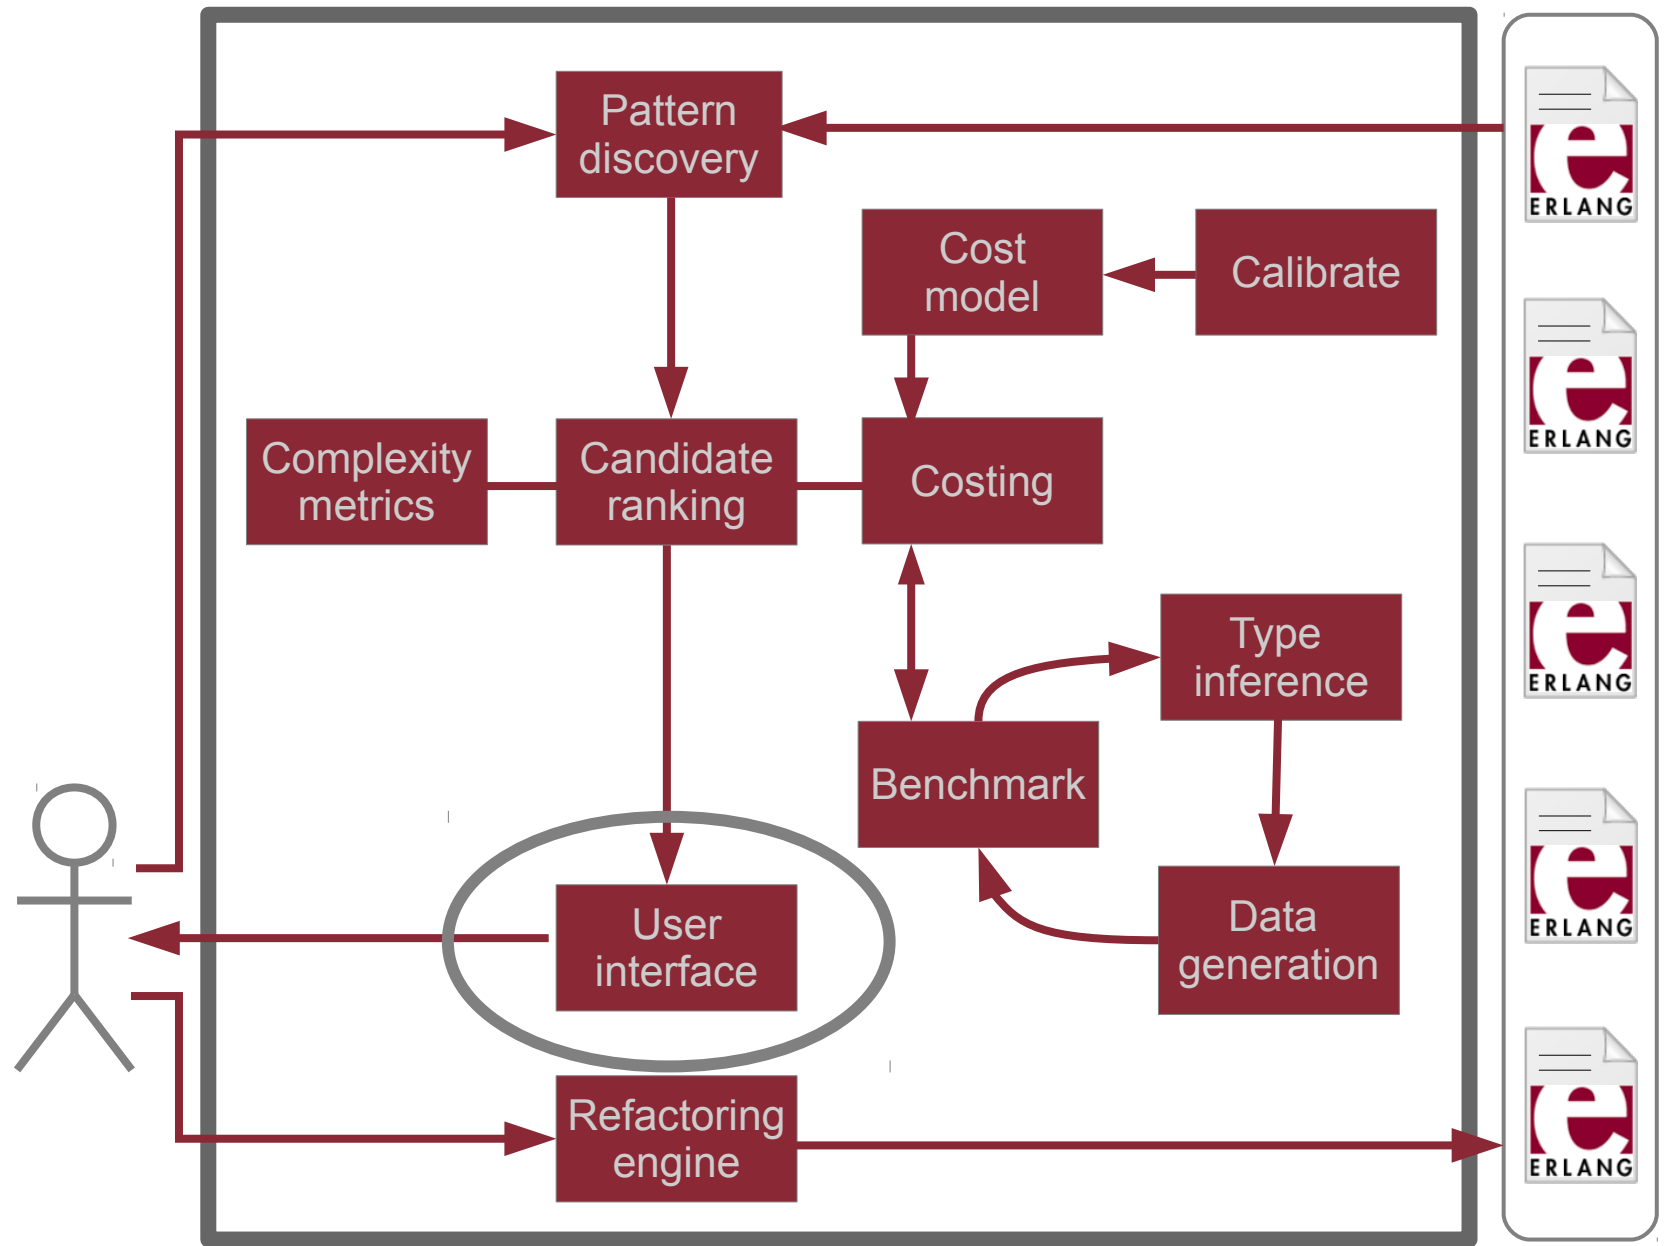 Pattern
discovery
ERLANG
Cost
model
Calibrate
ERLANG
Complexity
metrics
Candidate
ranking
Costing
Type
inference
ERLANG
Benchmark
User
interface
Data
generation
ERLANG
Refactoring
engine
ERLANG